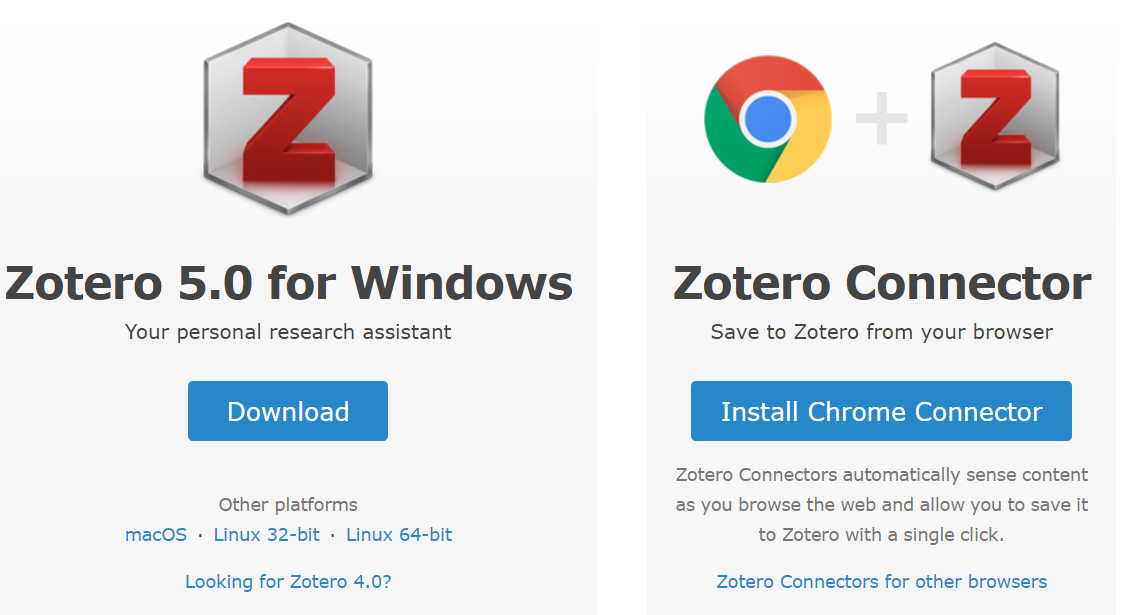 Zotero 5.0 for Windows
Your personal research assistant
Download
Other platforms
macOS · Linux 32-bit · Linux 64-bit
Looking for Zotero 4.0?
Zotero Connector
Save to Zotero from your browser
Install Chrome Connector
Zotero Connectors automatically sense content
as you browse the web and allow you to save it
to Zotero with a single click.
Zotero Connectors for other browsers